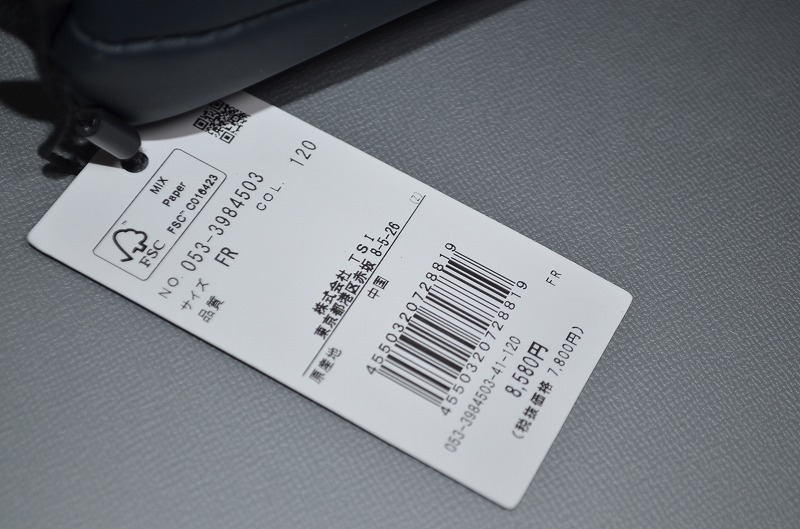 MIX
Paper
FSC™ C016423
FSC
NO. 053-3984503
COL. 120
サイズ FR
品質
株式会社 TSI
東京都港区赤坂 8-5-26
原産地 中国
4550320728819
4550320728819
FR
053-3984503-41-120
8,580円
(税抜価格 7,800円)